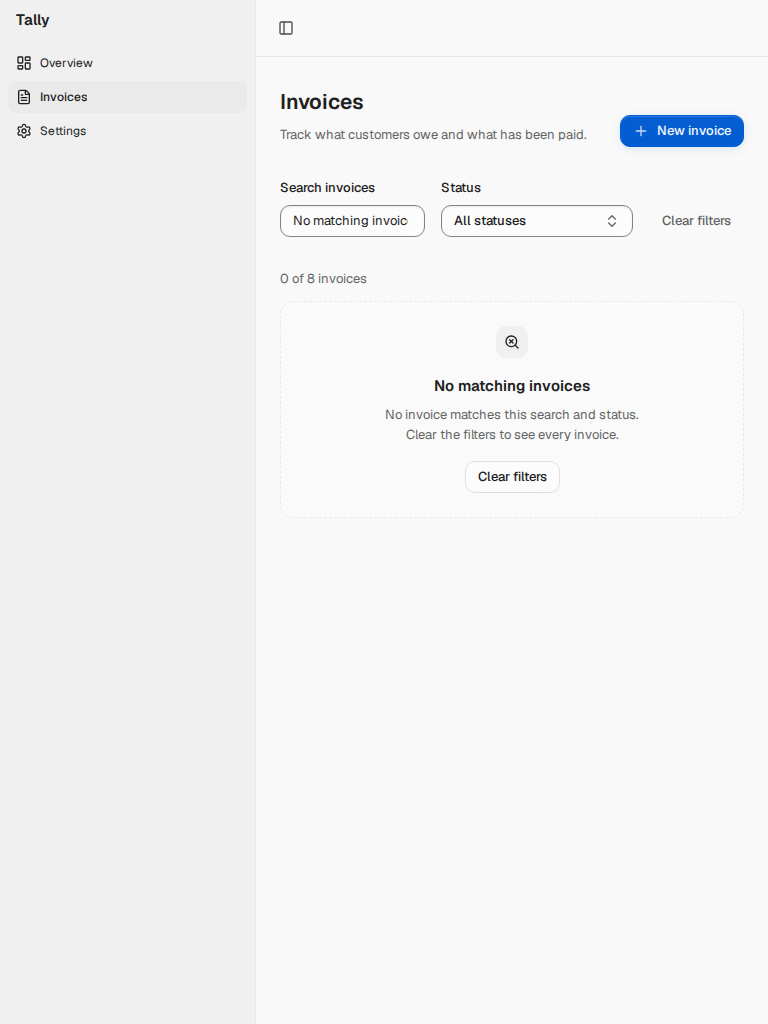 Tally
Overview
Invoices
Settings
Invoices
Track what customers owe and what has been paid.
New invoice
Search invoices
Status
No matching invoic
All statuses
Clear filters
0 of 8 invoices
No matching invoices
No invoice matches this search and status.
Clear the filters to see every invoice.
Clear filters